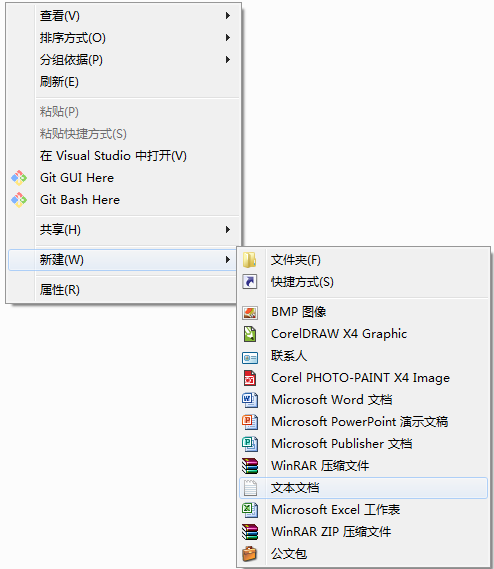 查看(V)
排序方式(O)
分组依据(P)
刷新(E)
粘贴(P)
粘贴快捷方式(S)
在 Visual Studio 中打开(V)
Git GUI Here
Git Bash Here
共享(H)
新建(W)
属性(R)
文件夹(F)
快捷方式(S)
BMP 图像
CorelDRAW X4 Graphic
联系人
Corel PHOTO-PAINT X4 Image
Microsoft Word 文档
Microsoft PowerPoint 演示文稿
Microsoft Publisher 文档
WinRAR 压缩文件
文本文档
Microsoft Excel 工作表
WinRAR ZIP 压缩文件
公文包